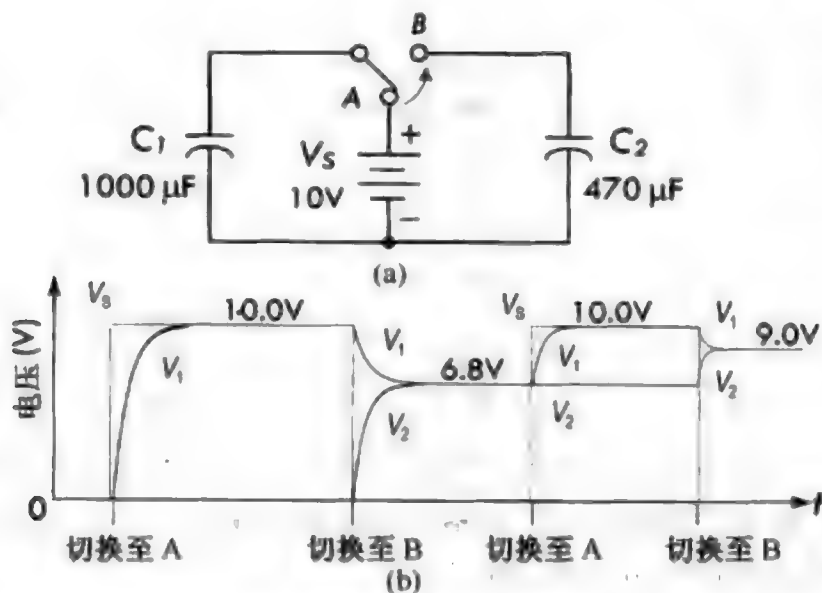 B
A
C₁
1000 μF
+
Vs
10V
−
C₂
470 μF
(a)
电压 (V)
Vs
10.0V
V₁
V₁
6.8V
V₂
Vs
10.0V
V₁
V₂
V₁
9.0V
V₂
0
t
切换至 A
切换至 B
切换至 A
切换至 B
(b)